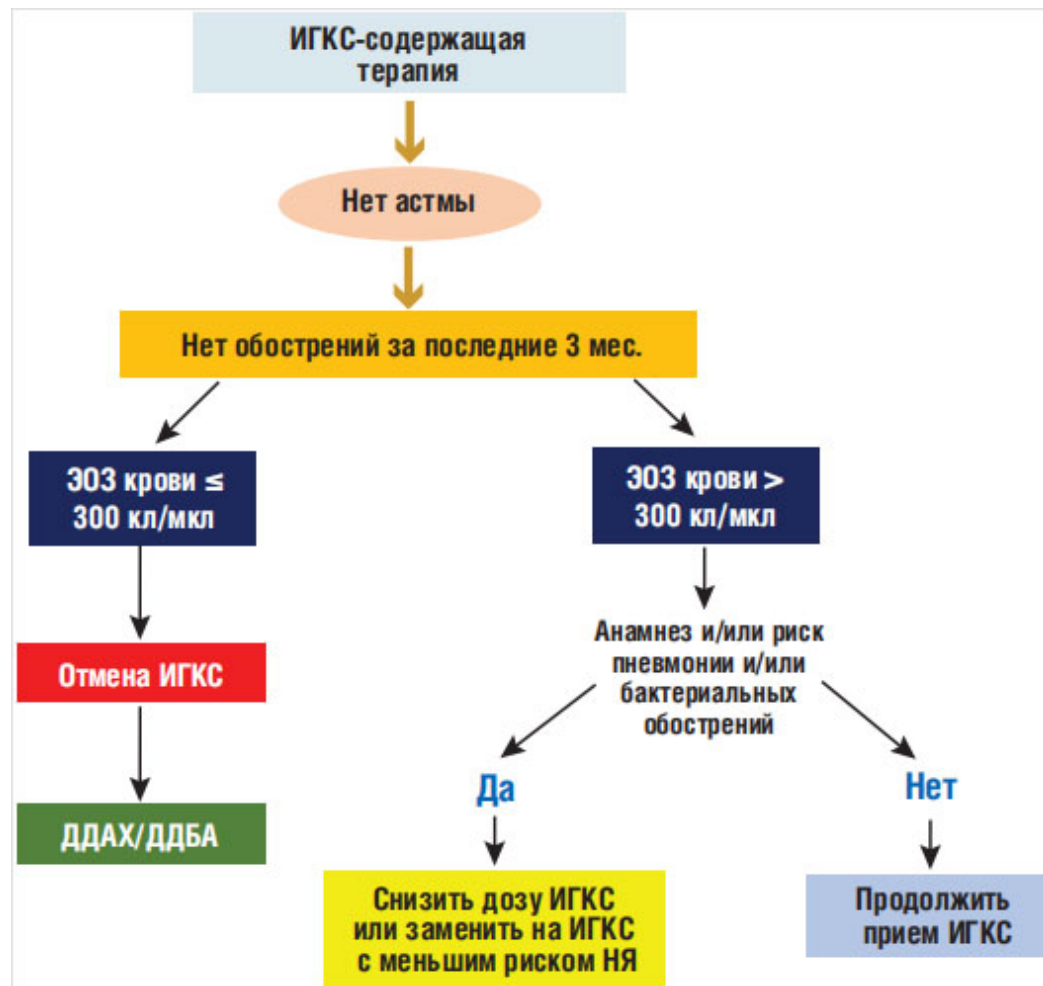 ИГКС-содержащая
терапия
Нет астмы
Нет обострений за последние 3 мес.
ЭОЗ крови ≤
300 кл/мкл
ЭОЗ крови >
300 кл/мкл
Отмена ИГКС
Анамнез и/или риск
пневмонии и/или
бактериальных
обострений
ДДАХ/ДДБА
Да
Нет
Снизить дозу ИГКС
или заменить на ИГКС
с меньшим риском НЯ
Продолжить
прием ИГКС